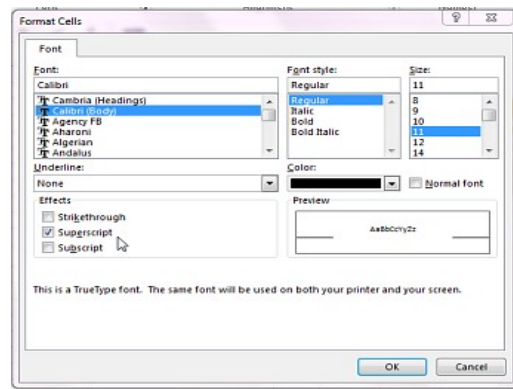 Format Cells
Font
Font:
Font style:
Size:
Calibri
Regular
11
Cambria (Headings)
Calibri (Body)
Agency FB
Aharoni
Algerian
Andalus
Regular
Italic
Bold
Bold Italic
8
9
10
11
12
14
Underline:
Color:
None
Normal font
Effects
Preview
Strikethrough
Superscript
Subscript
AaBbCcYyZz
This is a TrueType font. The same font will be used on both your printer and your screen.
OK
Cancel